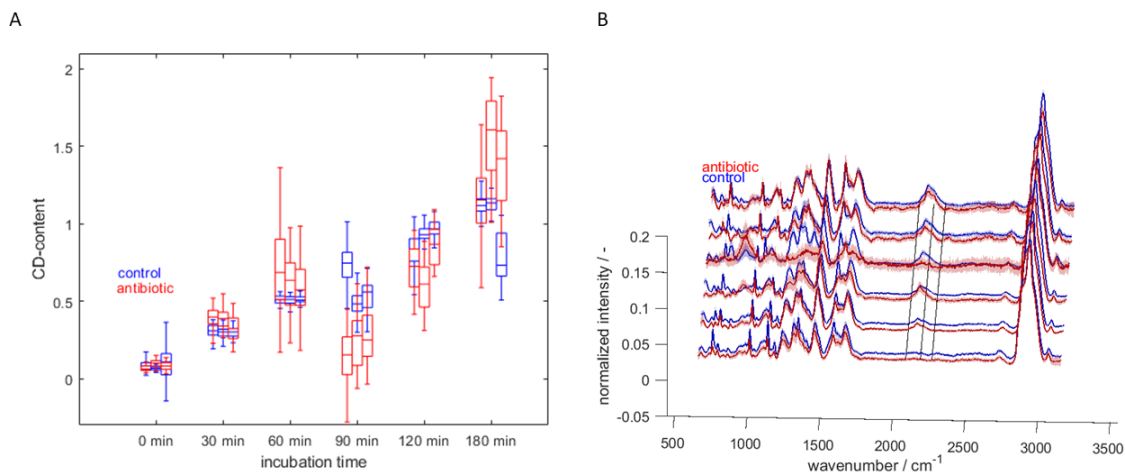 A
2
1.5
1
0.5
0
CD-content
control
antibiotic
0 min 30 min 60 min 90 min 120 min 180 min
incubation time
B
antibiotic
control
0.2
0.15
0.1
0.05
0
-0.05
normalized intensity / -
500 1000 1500 2000 2500 3000 3500
wavenumber / cm⁻¹